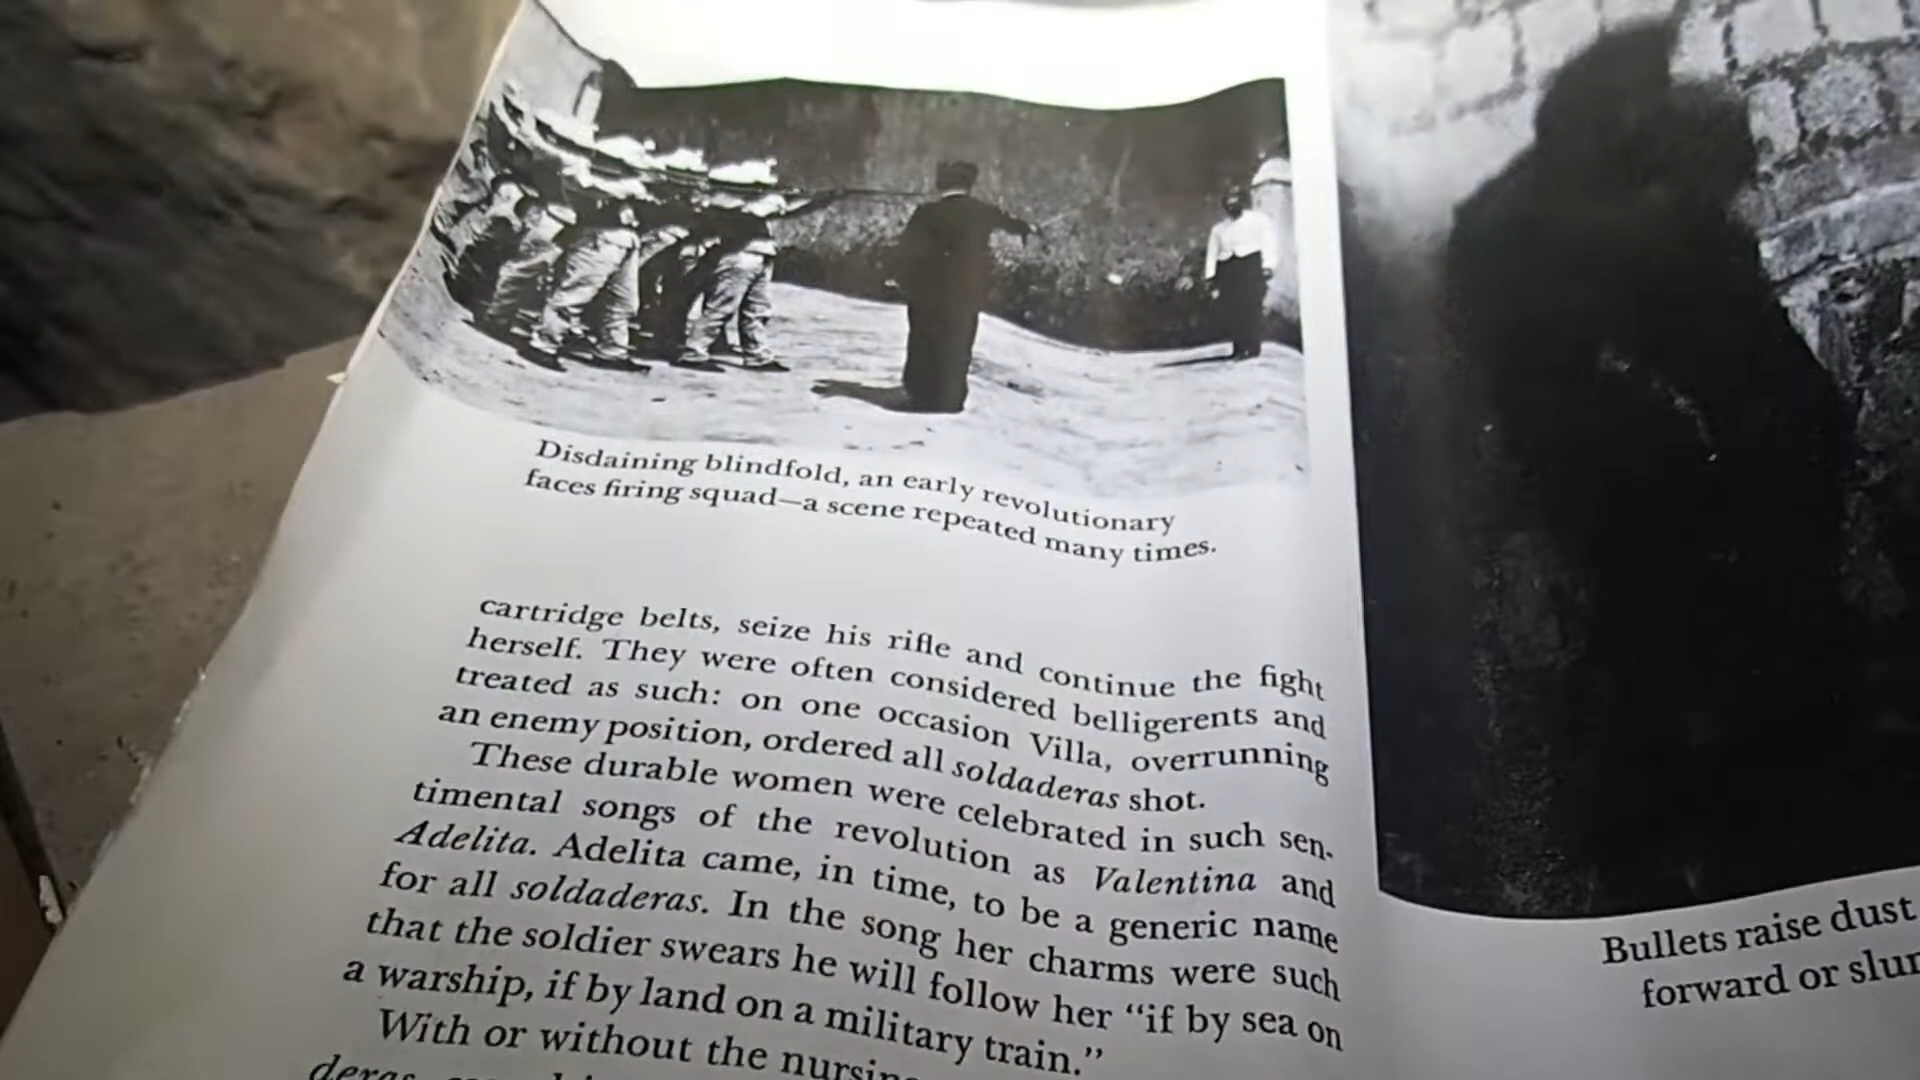 Disdaining blindfold, an early revolutionary
faces firing squad—a scene repeated many times.
cartridge belts, seize his rifle and continue the fight
herself. They were often considered belligerents and
treated as such: on one occasion Villa, overrunning
an enemy position, ordered all soldaderas shot.
These durable women were celebrated in such sen-
timental songs of the revolution as Valentina and
Adelita. Adelita came, in time, to be a generic name
for all soldaderas. In the song her charms were such
that the soldier swears he will follow her “if by sea on
a warship, if by land on a military train.”
With or without the
deras
Bullets raise dust
forward or